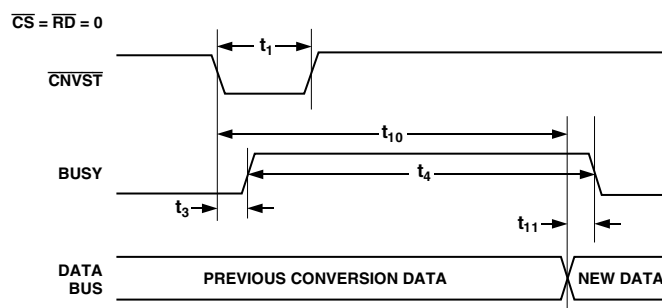 CS = RD = 0
t1
CNVST
t10
BUSY
t4
t3
t11
DATA
BUS
PREVIOUS CONVERSION DATA
NEW DATA